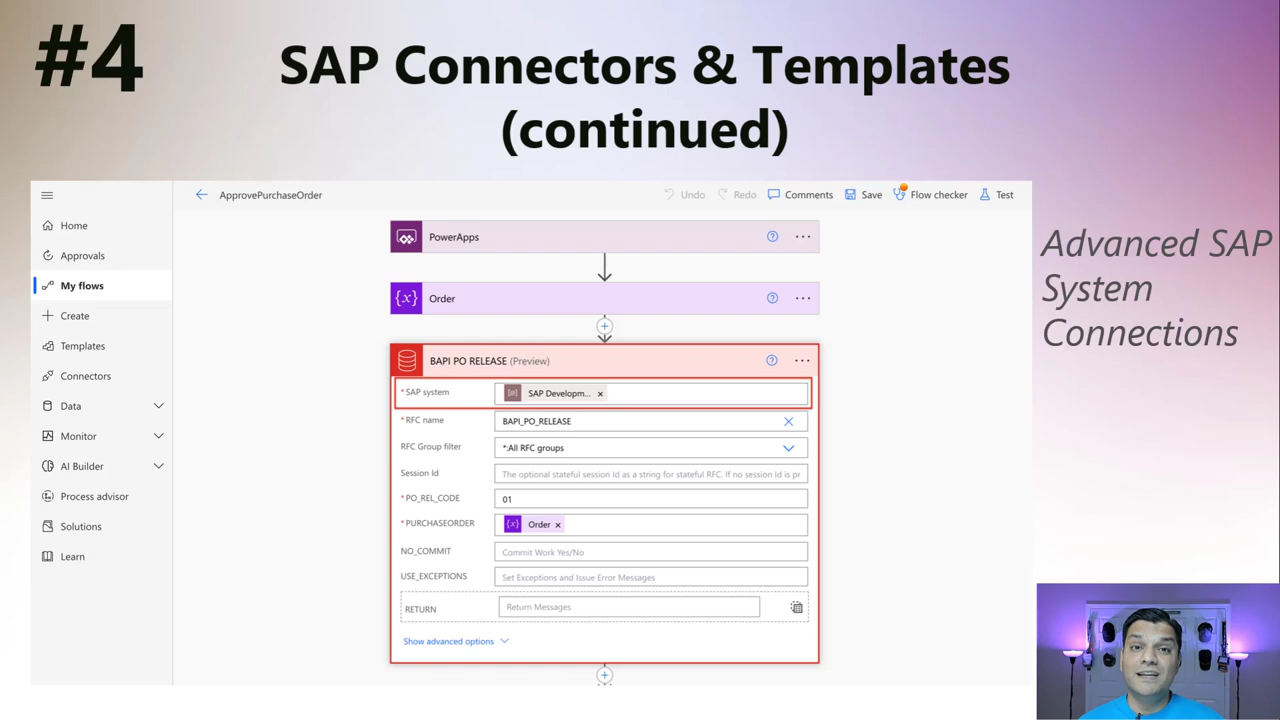 #4
SAP Connectors & Templates
(continued)
Home
Approvals
My flows
Create
Templates
Connectors
Data
Monitor
AI Builder
Process advisor
Solutions
Learn
ApprovePurchaseOrder
Undo
Redo
Comments
Save
Flow checker
Test
PowerApps
{x} Order
BAPI PO RELEASE (Preview)
* SAP system
SAP Developm... ×
* RFC name
BAPI_PO_RELEASE
RFC Group filter
*:All RFC groups
Session Id
The optional stateful session Id as a string for stateful RFC. If no session Id is pr
* PO_REL_CODE
01
* PURCHASEORDER
{x} Order ×
NO_COMMIT
Commit Work Yes/No
USE_EXCEPTIONS
Set Exceptions and Issue Error Messages
RETURN
Return Messages
Show advanced options
Advanced SAP
System
Connections